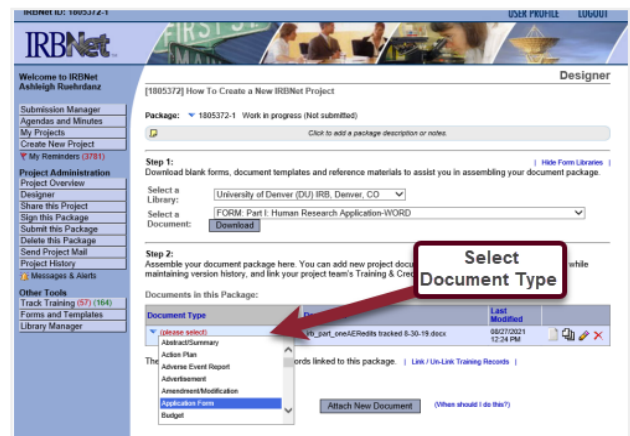 IRBNet ID: 1805372-1
USER PROFILE LOGOUT
IRBNet
FIRST
MAIN
Designer
Welcome to IRBNet
Ashleigh Ruehrdanz
Submission Manager
Agendas and Minutes
My Projects
Create New Project
My Reminders (3781)
Project Administration
Project Overview
Designer
Share this Project
Sign this Package
Submit this Package
Delete this Package
Send Project Mail
Project History
Messages & Alerts
Other Tools
Track Training (57) (164)
Forms and Templates
Library Manager
[1805372] How To Create a New IRBNet Project
Package: 1805372-1 Work in progress (Not submitted)
Click to add a package description or notes.
Step 1: | Hide Form Libraries |
Download blank forms, document templates and reference materials to assist you in assembling your document package.
Select a
Library: University of Denver (DU) IRB, Denver, CO
Select a
Document: FORM: Part I: Human Research Application-WORD
Download
Step 2:
Assemble your document package here. You can add new project docu while
maintaining version history, and link your project team's Training & Cred
Select
Document Type
Documents in this Package:
Document Type
Last
Modified
(please select)
irb_part_oneAERedits tracked 8-30-19.docx
08/27/2021
12:24 PM
Abstract/Summary
Action Plan
Adverse Event Report
Advertisement
Amendment/Modification
Application Form
Budget
The ords linked to this package. | Link / Un-Link Training Records |
Attach New Document (When should I do this?)